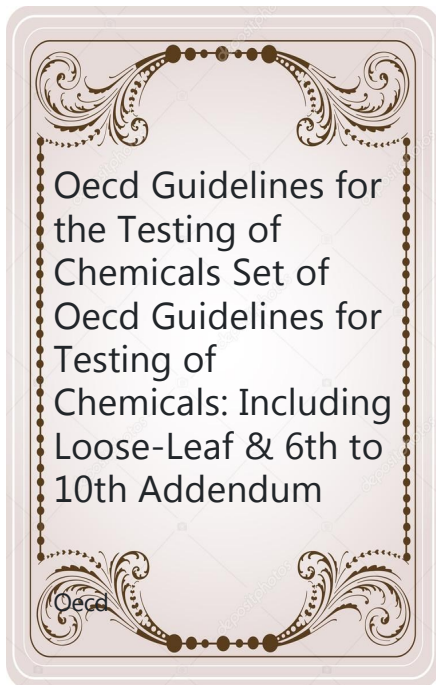 Oecd Guidelines for
the Testing of
Chemicals Set of
Oecd Guidelines for
Testing of
Chemicals: Including
Loose-Leaf & 6th to
10th Addendum
Oecd